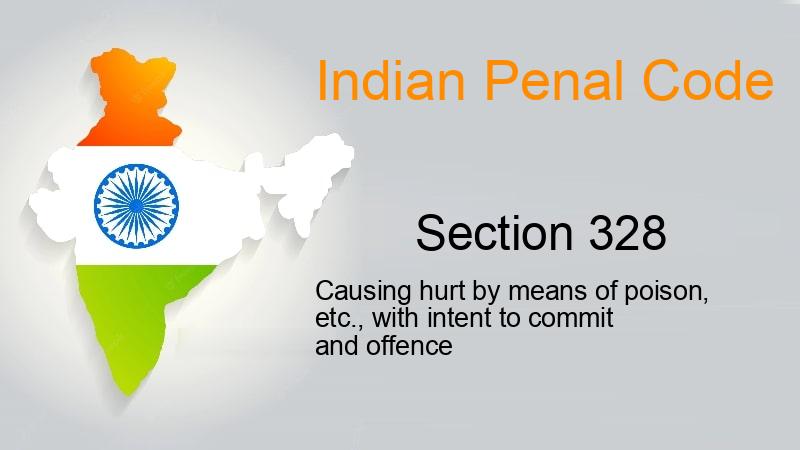 Indian Penal Code
Section 328
Causing hurt by means of poison,
etc., with intent to commit
and offence